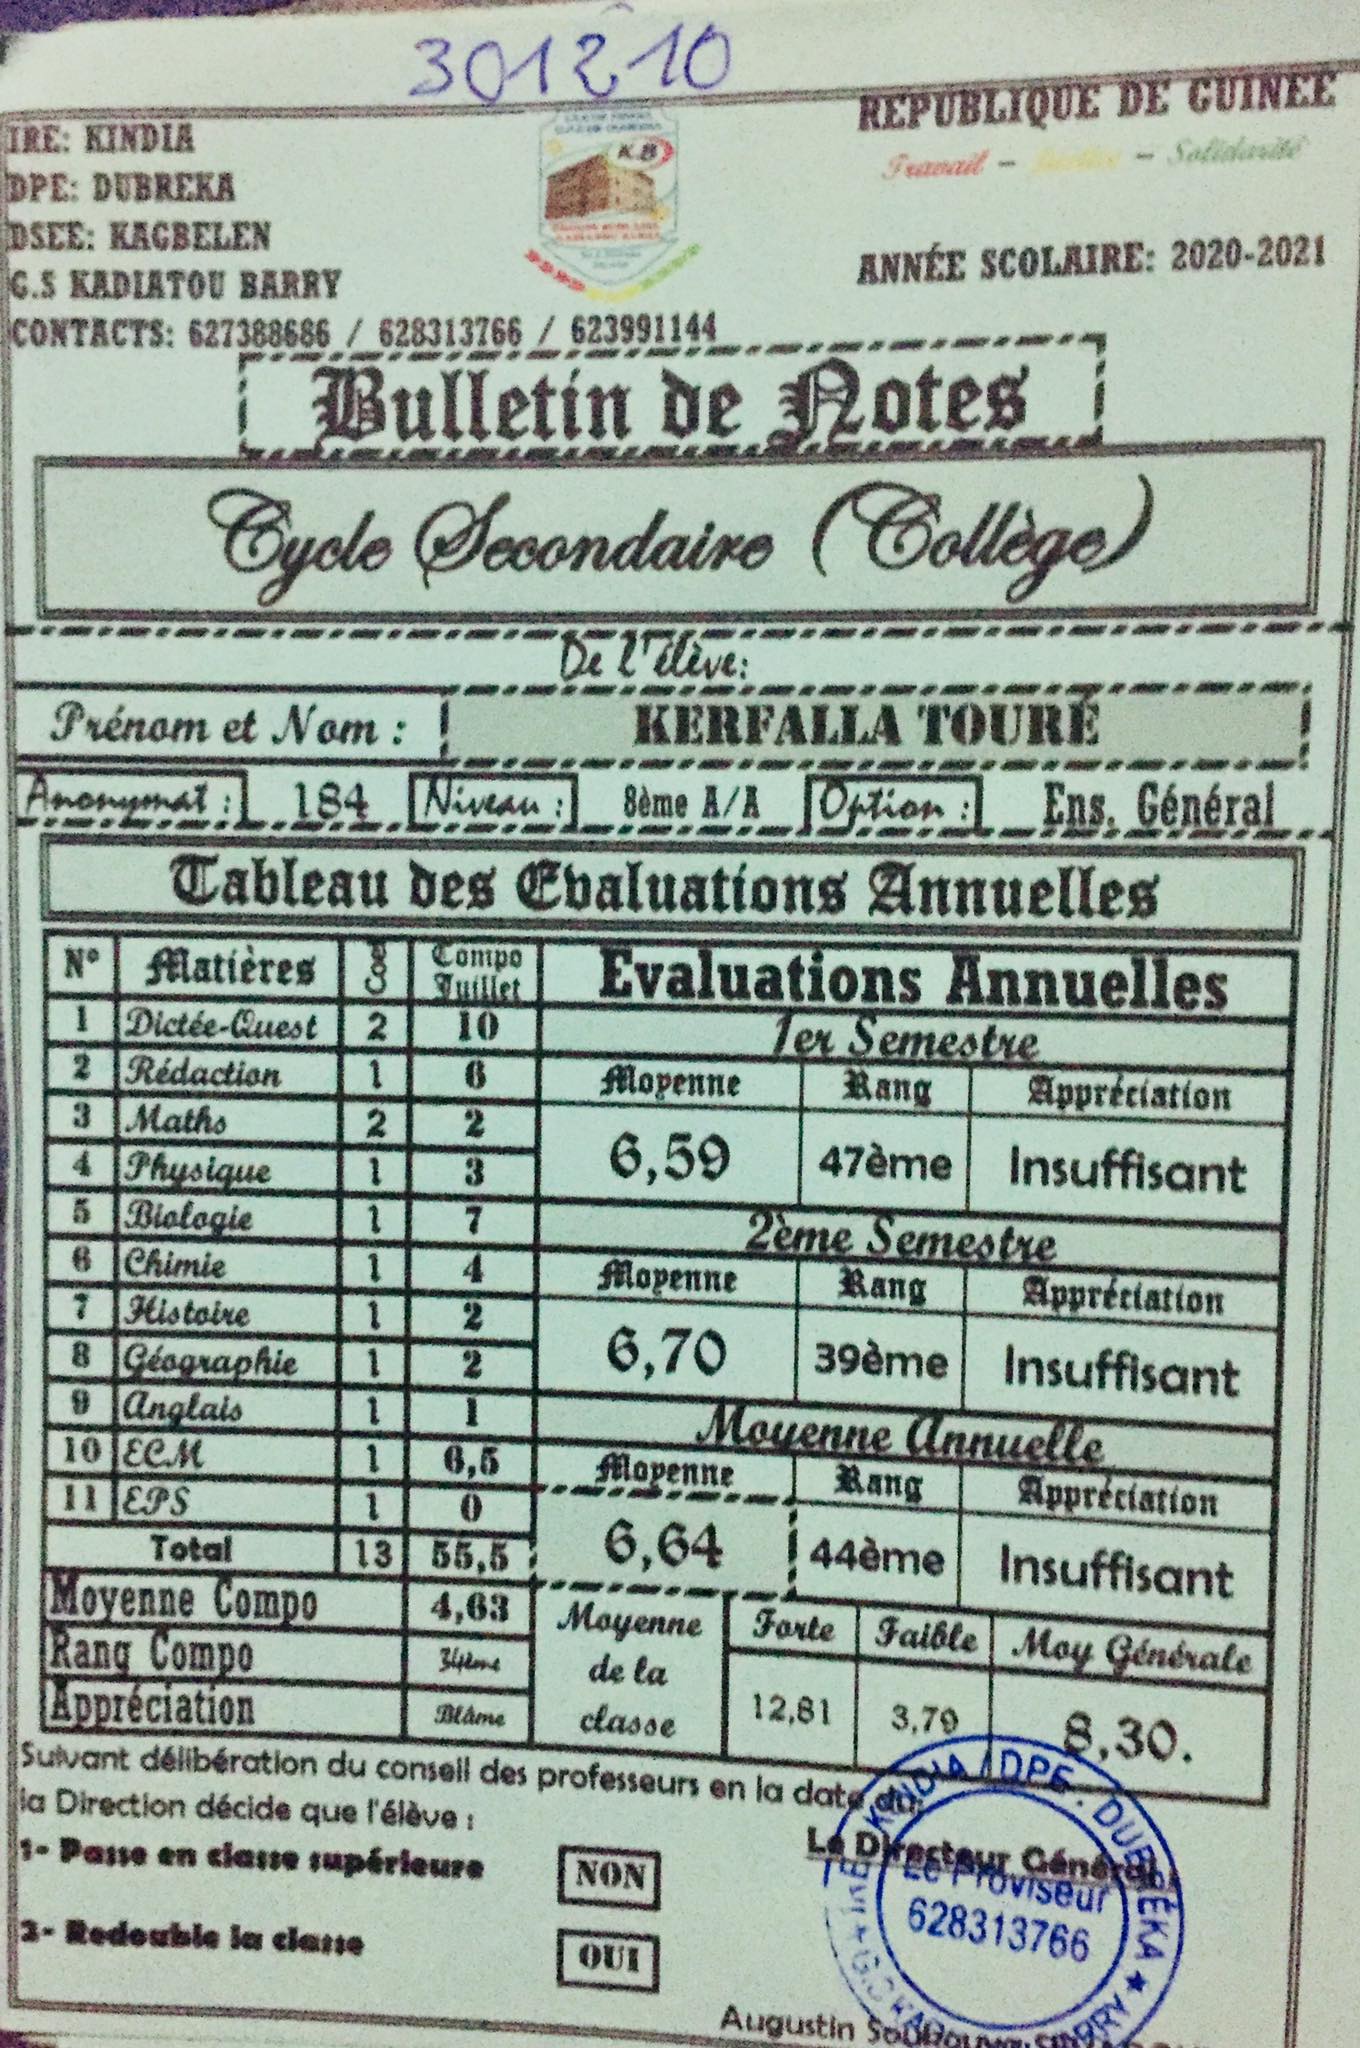 301210
IRE: KINDIA
DPE: DUBREKA
DSEE: KAGBELEN
G.S KADIATOU BARRY
CONTACTS: 627388686 / 628313766 / 623991144
K.B
REPUBLIQUE DE GUINEE
Travail - Justice - Solidarité
ANNÉE SCOLAIRE: 2020-2021
Bulletin de Notes
Cycle Secondaire (Collège)
De l'élève:
Prénom et Nom : KERFALLA TOURÉ
Anonymat : 184 Niveau : 8ème A/A Option : Ens. Général
Tableau des Evaluations Annuelles
N° Matières Coef Compo Juillet
1 Dictée-Quest 2 10
2 Rédaction 1 6
3 Maths 2 2
4 Physique 1 3
5 Biologie 1 7
6 Chimie 1 4
7 Histoire 1 2
8 Géographie 1 2
9 Anglais 1 1
10 ECM 1 6,5
11 EPS 1 0
Total 13 55,5
Moyenne Compo 4,63
Rang Compo 34ème
Appréciation Blâme
Evaluations Annuelles
1er Semestre
Moyenne Rang Appréciation
6,59 47ème Insuffisant
2ème Semestre
Moyenne Rang Appréciation
6,70 39ème Insuffisant
Moyenne Annuelle
Moyenne Rang Appréciation
6,64 44ème Insuffisant
Moyenne de la classe
Forte Faible Moy Générale
12,81 3,79 8,30.
Suivant délibération du conseil des professeurs en la date du:
la Direction décide que l'élève :
1- Passe en classe supérieure NON
2- Redouble la classe OUI
Le Directeur Général
Le Proviseur
628313766
KINDIA / DPE: DUBRÉKA
Augustin